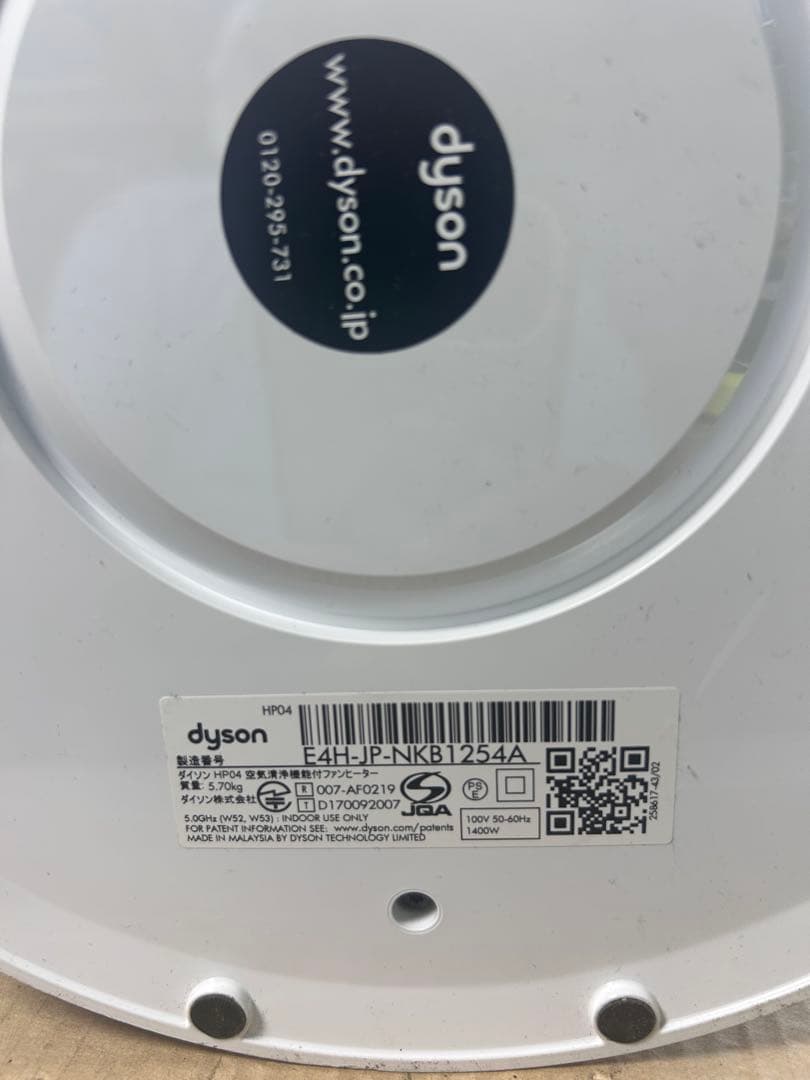 dyson
www.dyson.co.jp
0120-295-731
HP04
dyson
製造番号
E4H-JP-NKB1254A
ダイソン HP04 空気清浄機能付ファンヒーター
質量: 5.70kg
ダイソン株式会社
R 007-AF0219
T D170092007
JQA
PS E
5.0GHz (W52, W53) : INDOOR USE ONLY
FOR PATENT INFORMATION SEE: www.dyson.com/patents
MADE IN MALAYSIA BY DYSON TECHNOLOGY LIMITED
100V 50-60Hz
1400W
258617-43/02